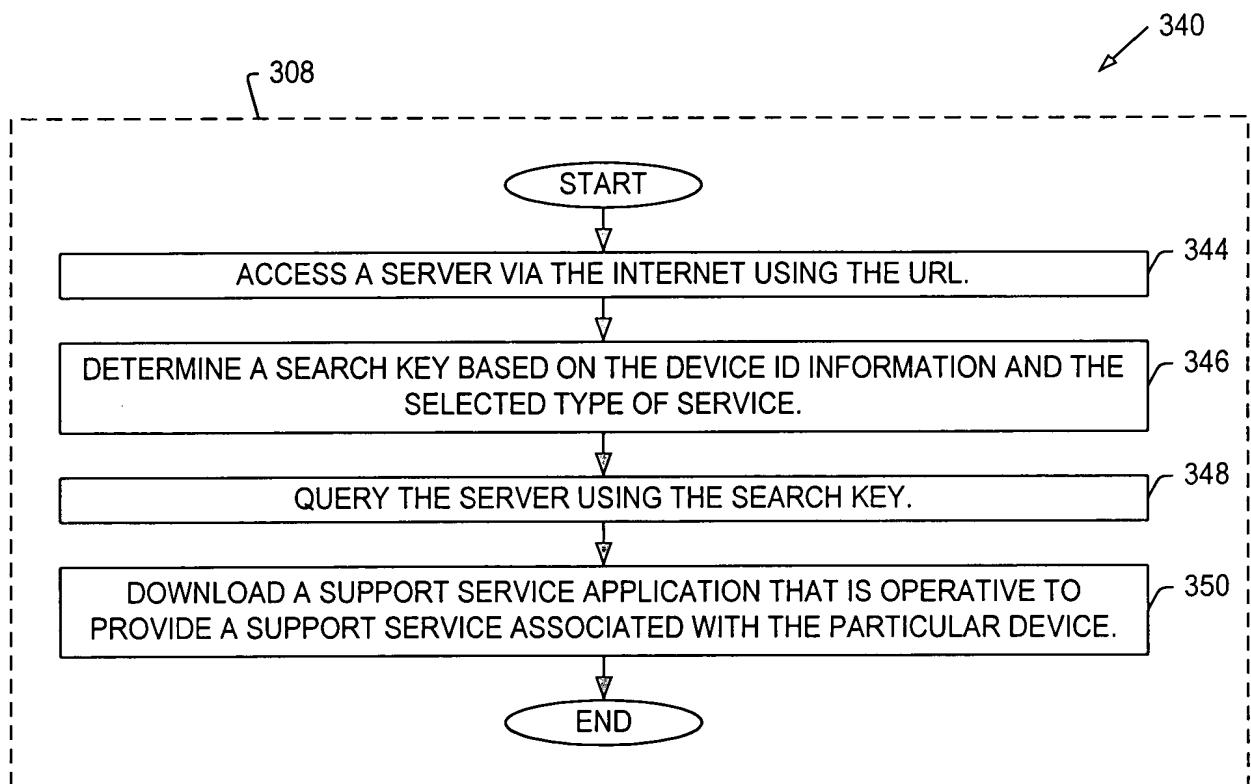 340
308
START
ACCESS A SERVER VIA THE INTERNET USING THE URL.
344
DETERMINE A SEARCH KEY BASED ON THE DEVICE ID INFORMATION AND THE
SELECTED TYPE OF SERVICE.
346
QUERY THE SERVER USING THE SEARCH KEY.
348
DOWNLOAD A SUPPORT SERVICE APPLICATION THAT IS OPERATIVE TO
PROVIDE A SUPPORT SERVICE ASSOCIATED WITH THE PARTICULAR DEVICE.
350
END